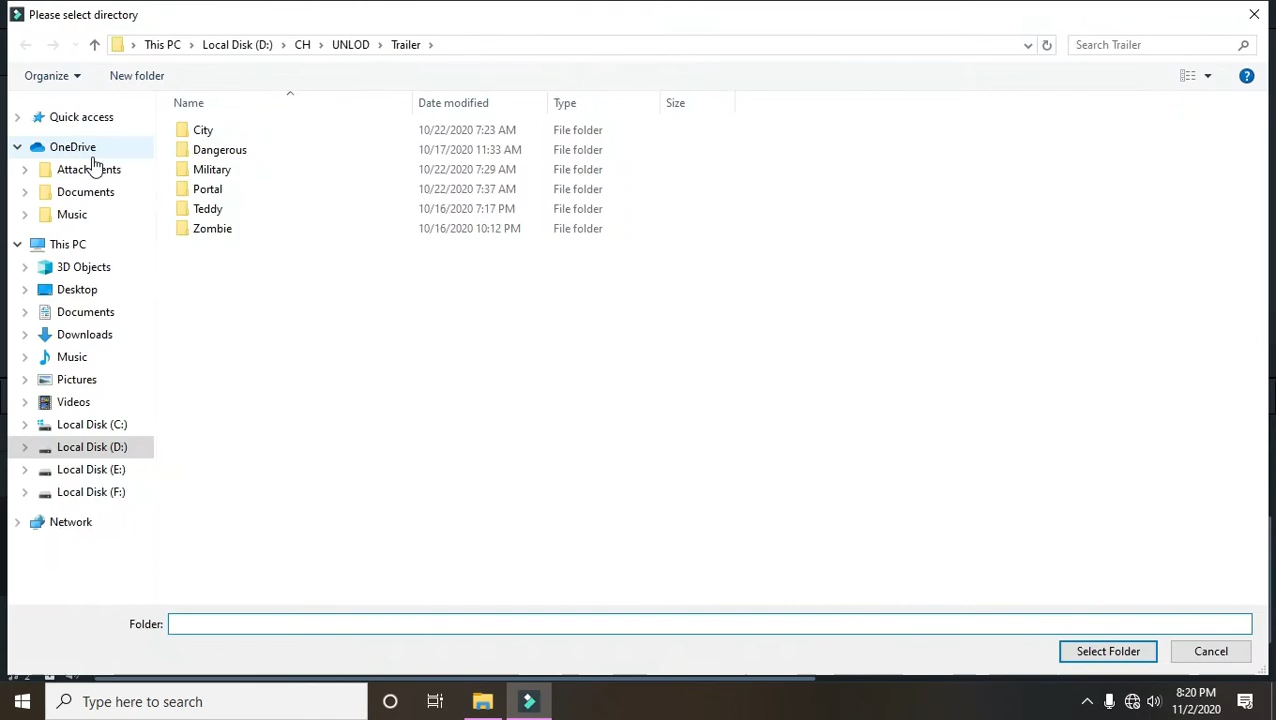 Please select directory
This PC > Local Disk (D:) > CH > UNLOD > Trailer >
Search Trailer
Organize
New folder
Name
Date modified
Type
Size
Quick access
OneDrive
Documents
Music
This PC
3D Objects
Desktop
Documents
Downloads
Music
Pictures
Videos
Local Disk (C:)
Local Disk (D:)
Local Disk (E:)
Local Disk (F:)
Network
City 10/22/2020 7:23 AM File folder
Dangerous 10/17/2020 11:33 AM File folder
Military 10/22/2020 7:29 AM File folder
Portal 10/22/2020 7:37 AM File folder
Teddy 10/16/2020 7:17 PM File folder
Zombie 10/16/2020 10:12 PM File folder
Folder:
Select Folder
Cancel
Type here to search
8:20 PM
11/2/2020